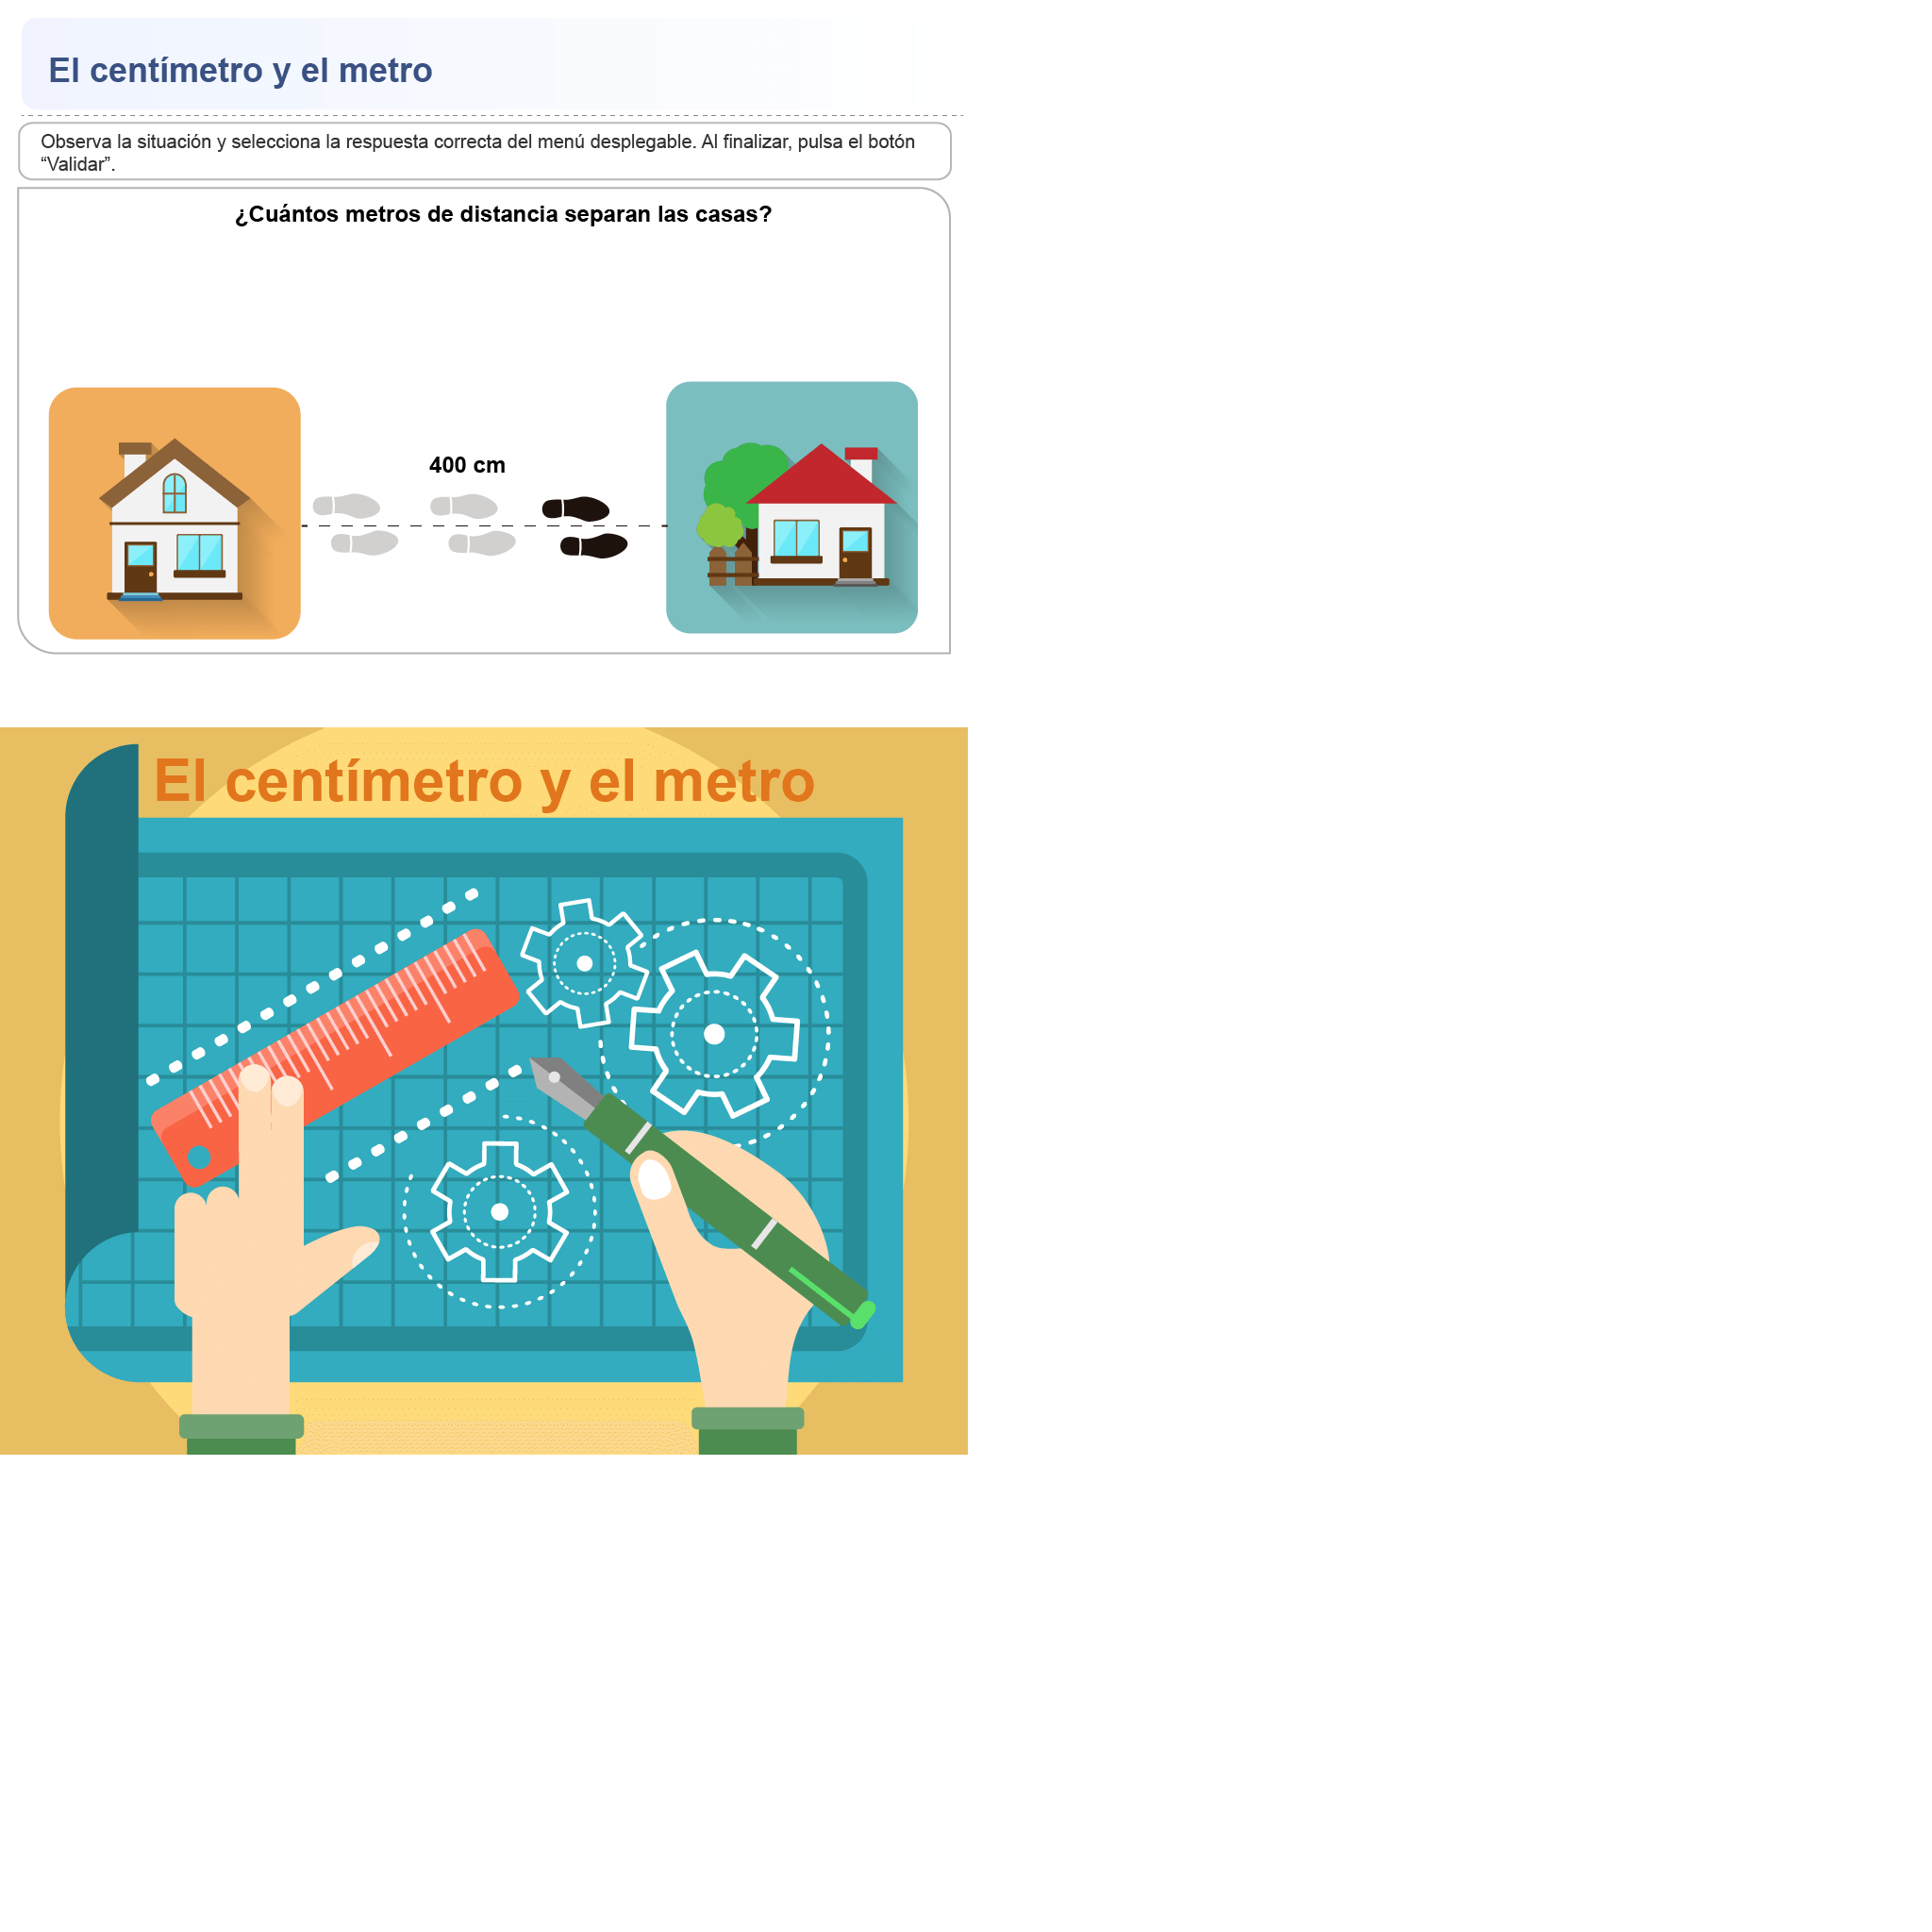 El centímetro y el metro
Observa la situación y selecciona la respuesta correcta del menú desplegable. Al finalizar, pulsa el botón
“Validar”.
¿Cuántos metros de distancia separan las casas?
400 cm
El centímetro y el metro